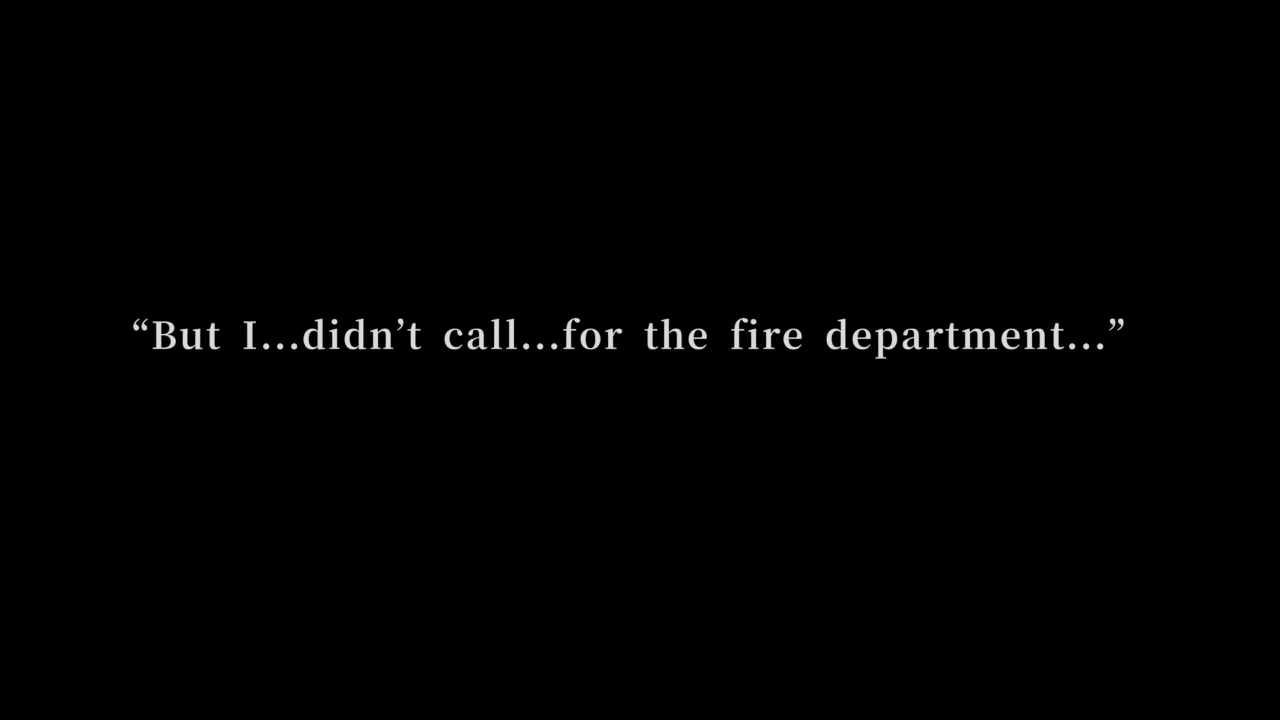 “But I...didn’t call...for the fire department...”